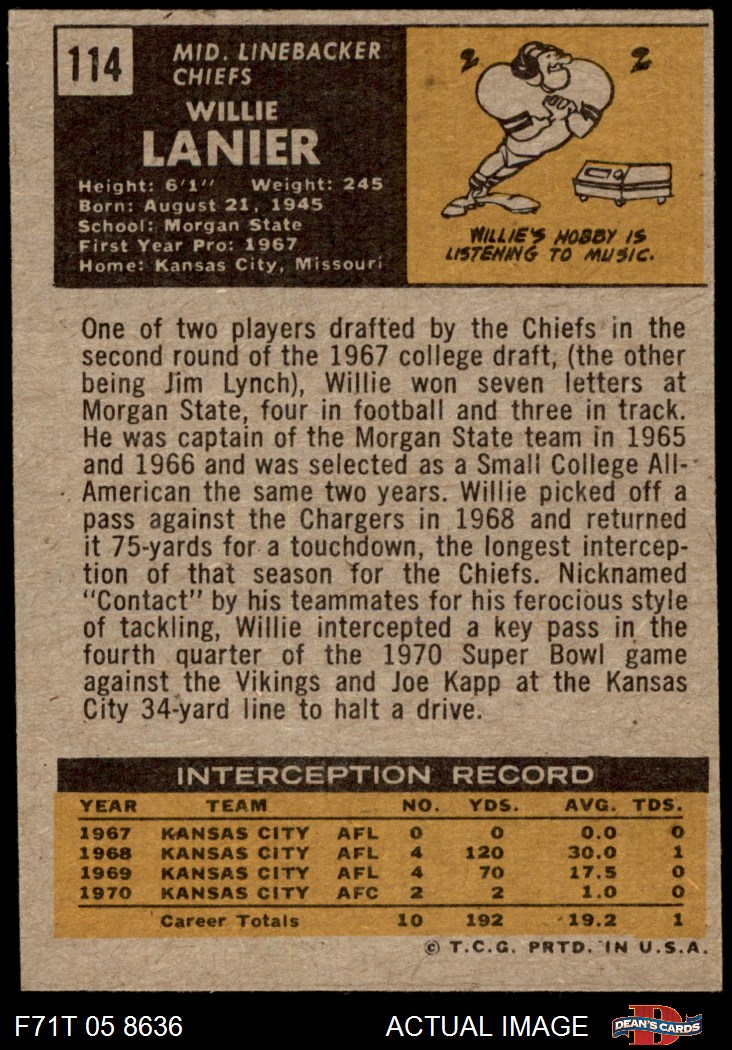 114
MID. LINEBACKER
CHIEFS
WILLIE
LANIER
Height: 6'1" Weight: 245
Born: August 21, 1945
School: Morgan State
First Year Pro: 1967
Home: Kansas City, Missouri
2 2
WILLIE'S HOBBY IS
LISTENING TO MUSIC.
One of two players drafted by the Chiefs in the
second round of the 1967 college draft, (the other
being Jim Lynch), Willie won seven letters at
Morgan State, four in football and three in track.
He was captain of the Morgan State team in 1965
and 1966 and was selected as a Small College All-
American the same two years. Willie picked off a
pass against the Chargers in 1968 and returned
it 75-yards for a touchdown, the longest intercep-
tion of that season for the Chiefs. Nicknamed
"Contact" by his teammates for his ferocious style
of tackling, Willie intercepted a key pass in the
fourth quarter of the 1970 Super Bowl game
against the Vikings and Joe Kapp at the Kansas
City 34-yard line to halt a drive.
INTERCEPTION RECORD
YEAR TEAM NO. YDS. AVG. TDS.
1967 KANSAS CITY AFL 0 0 0.0 0
1968 KANSAS CITY AFL 4 120 30.0 1
1969 KANSAS CITY AFL 4 70 17.5 0
1970 KANSAS CITY AFC 2 2 1.0 0
Career Totals 10 192 19.2 1
© T.C.G. PRTD. IN U.S.A.
F71T 05 8636 ACTUAL IMAGE
D
DEAN'S CARDS